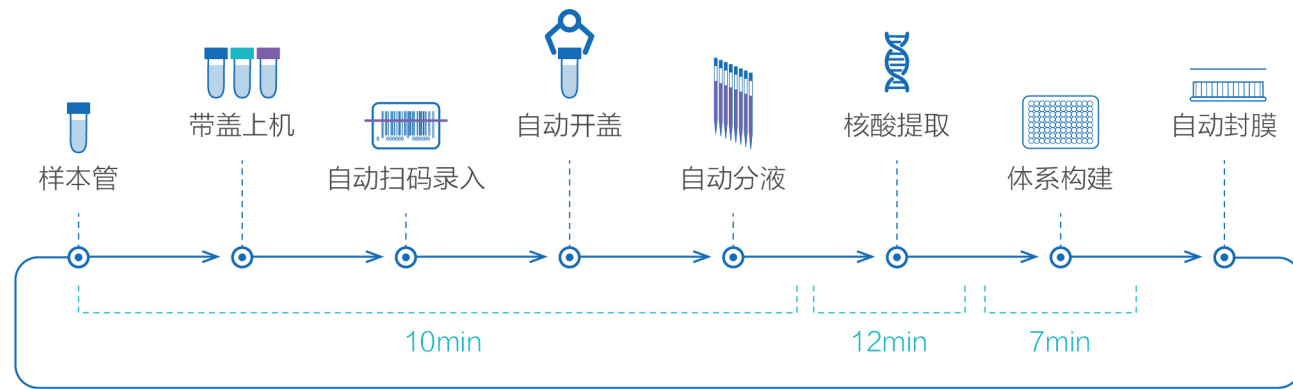 样本管
带盖上机
自动扫码录入
自动开盖
自动分液
核酸提取
体系构建
自动封膜
10min
12min
7min